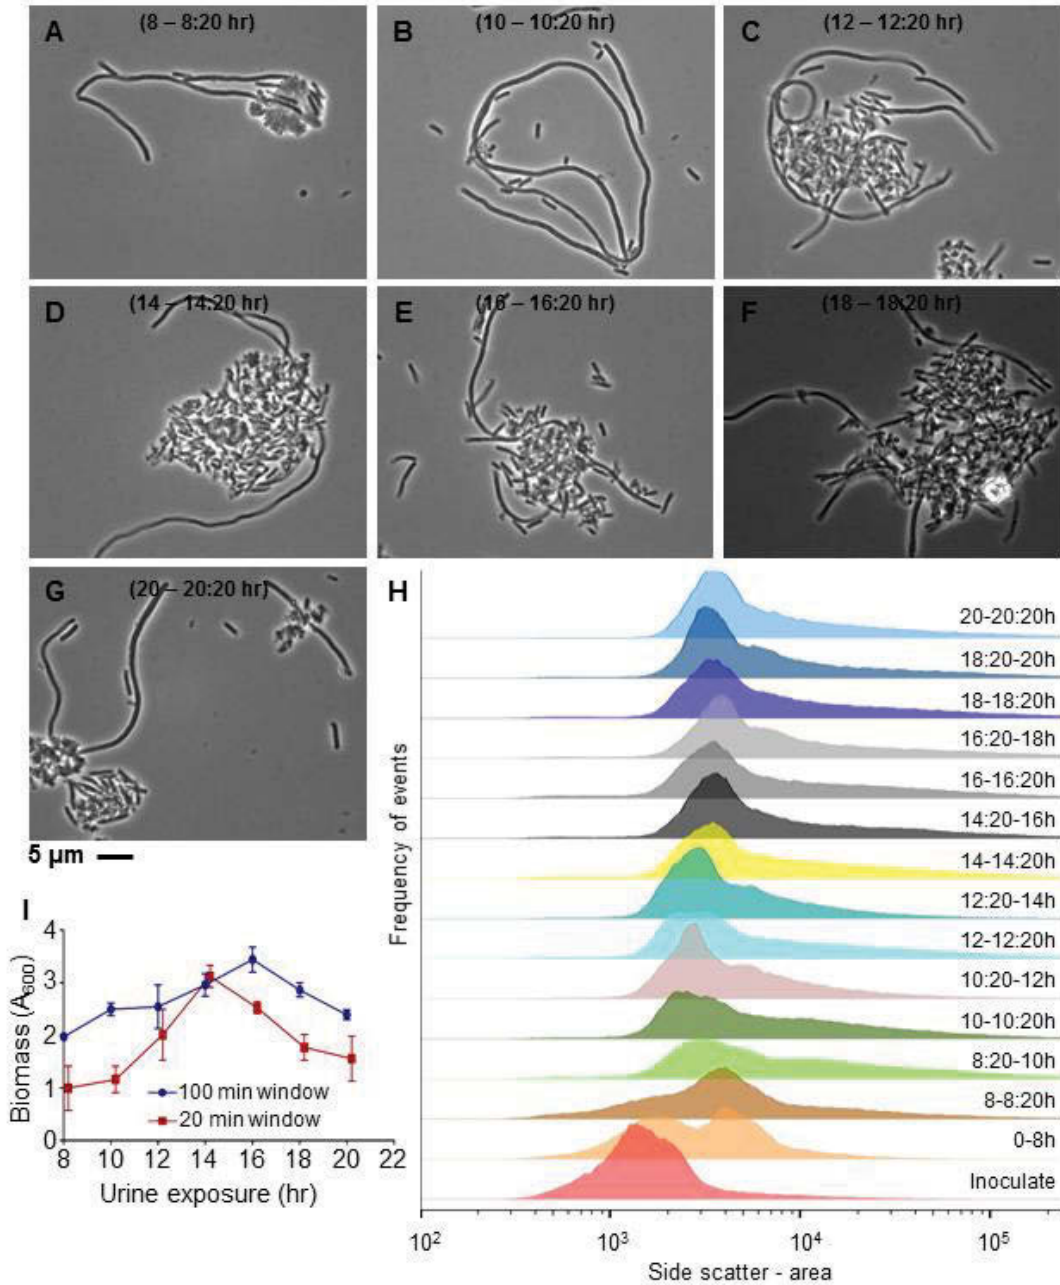 A (8 – 8:20 hr)
B (10 – 10:20 hr)
C (12 – 12:20 hr)
D (14 – 14:20 hr)
E (16 – 16:20 hr)
F (18 – 18:20 hr)
G (20 – 20:20 hr)
5 µm
H
Frequency of events
20-20:20h
18:20-20h
18-18:20h
16:20-18h
16-16:20h
14:20-16h
14-14:20h
12:20-14h
12-12:20h
10:20-12h
10-10:20h
8:20-10h
8-8:20h
0-8h
Inoculate
10² 10³ 10⁴ 10⁵
Side scatter - area
I
Biomass (A₆₀₀)
4
3
2
1
0
100 min window
20 min window
8 10 12 14 16 18 20 22
Urine exposure (hr)